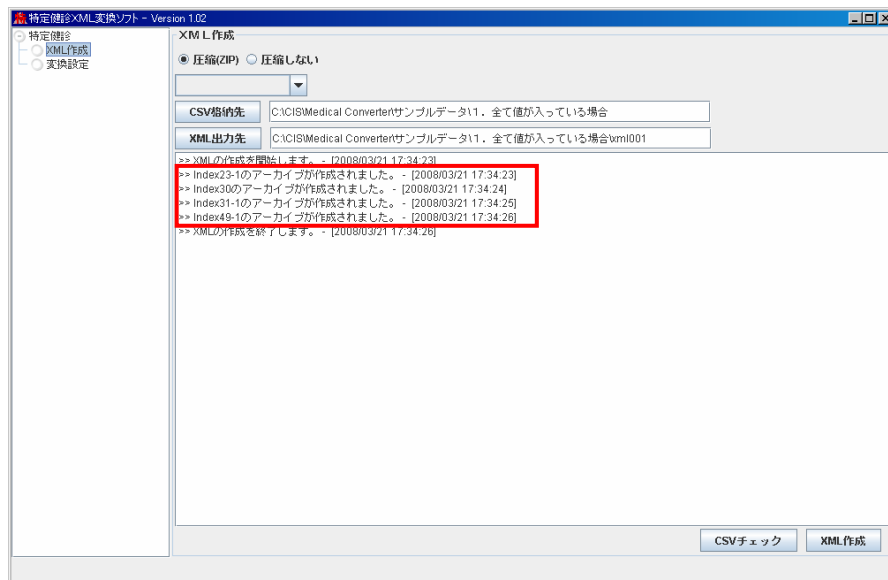 特定健診XML変換ソフト - Version 1.02
特定健診
XML作成
変換設定
XML作成
圧縮(ZIP) 圧縮しない
CSV格納先 C:\CIS\Medical Converter\サンプルデータ\1．全て値が入っている場合
XML出力先 C:\CIS\Medical Converter\サンプルデータ\1．全て値が入っている場合\xml001
>> XMLの作成を開始します。 - [2008/03/21 17:34:23]
>> Index23-1のアーカイブが作成されました。 - [2008/03/21 17:34:23]
>> Index30のアーカイブが作成されました。 - [2008/03/21 17:34:24]
>> Index31-1のアーカイブが作成されました。 - [2008/03/21 17:34:25]
>> Index49-1のアーカイブが作成されました。 - [2008/03/21 17:34:26]
>> XMLの作成を終了します。 - [2008/03/21 17:34:26]
CSVチェック XML作成